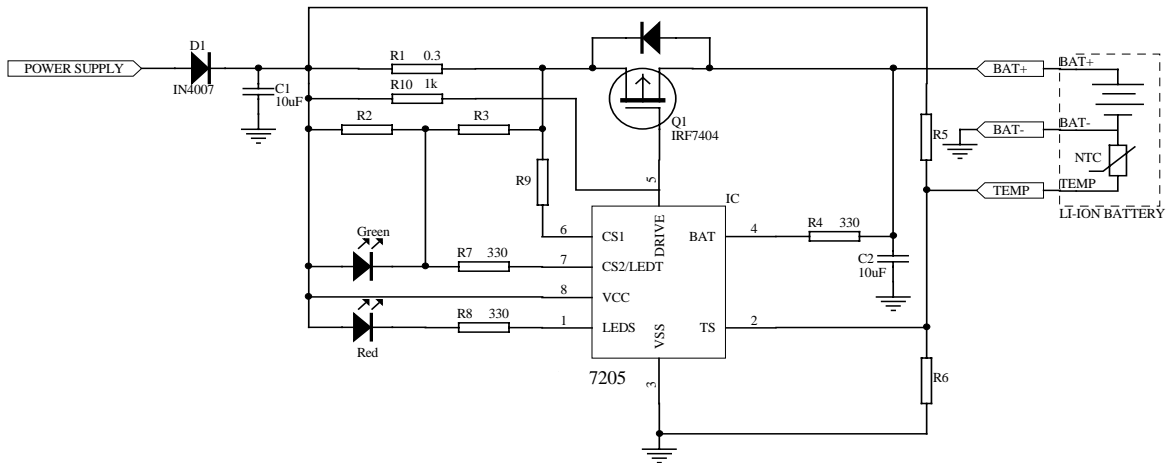 D1
POWER SUPPLY
IN4007
C1
10uF
R1 0.3
R10 1k
R2
R3
R9
Q1
IRF7404
BAT+
BAT+
BAT-
BAT-
R5
NTC
TEMP
TEMP
LI-ION BATTERY
IC
5
DRIVE
6
CS1
BAT
4
R4 330
Green
R7 330
7
CS2/LEDT
C2
10uF
8
VCC
R8 330
1
LEDS
VSS
TS
2
Red
7205
3
R6